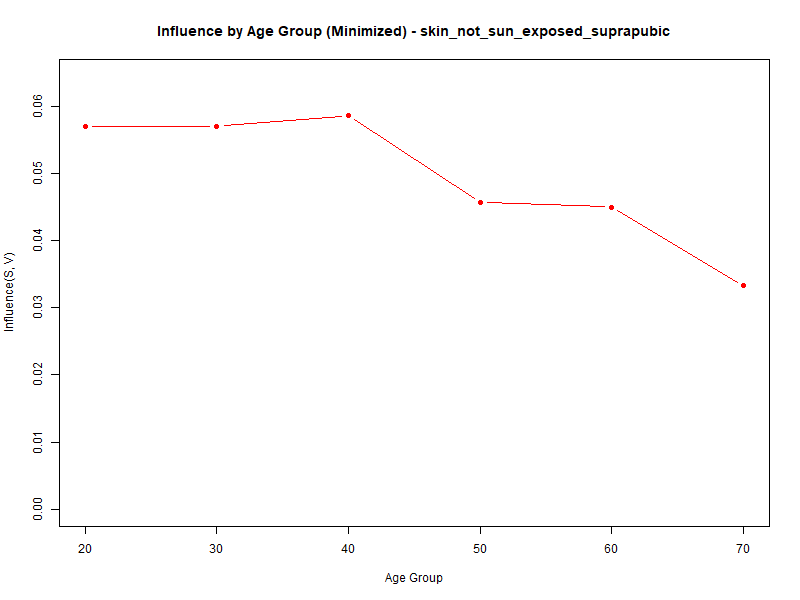 Influence by Age Group (Minimized) - skin_not_sun_exposed_suprapubic
Influence(S, V)
0.06
0.05
0.04
0.03
0.02
0.01
0.00
20 30 40 50 60 70
Age Group